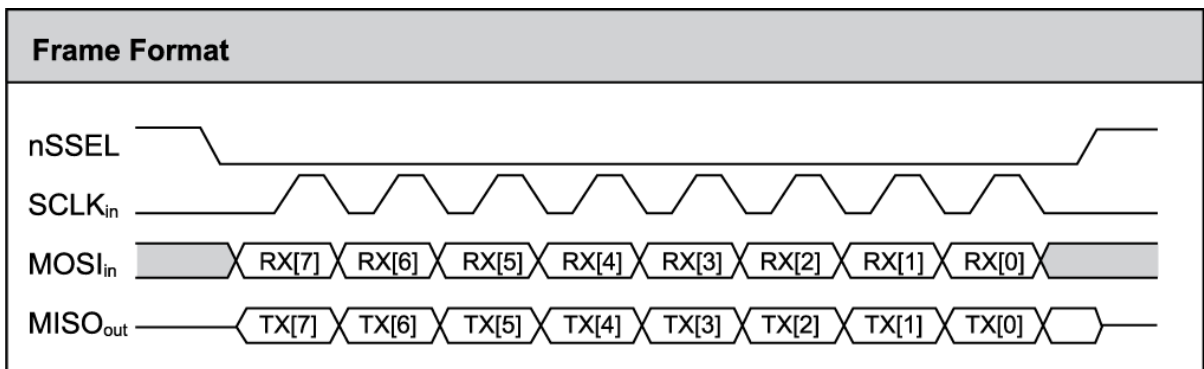 Frame Format
nSSEL
SCLKin
MOSIin RX[7] RX[6] RX[5] RX[4] RX[3] RX[2] RX[1] RX[0]
MISOout TX[7] TX[6] TX[5] TX[4] TX[3] TX[2] TX[1] TX[0]